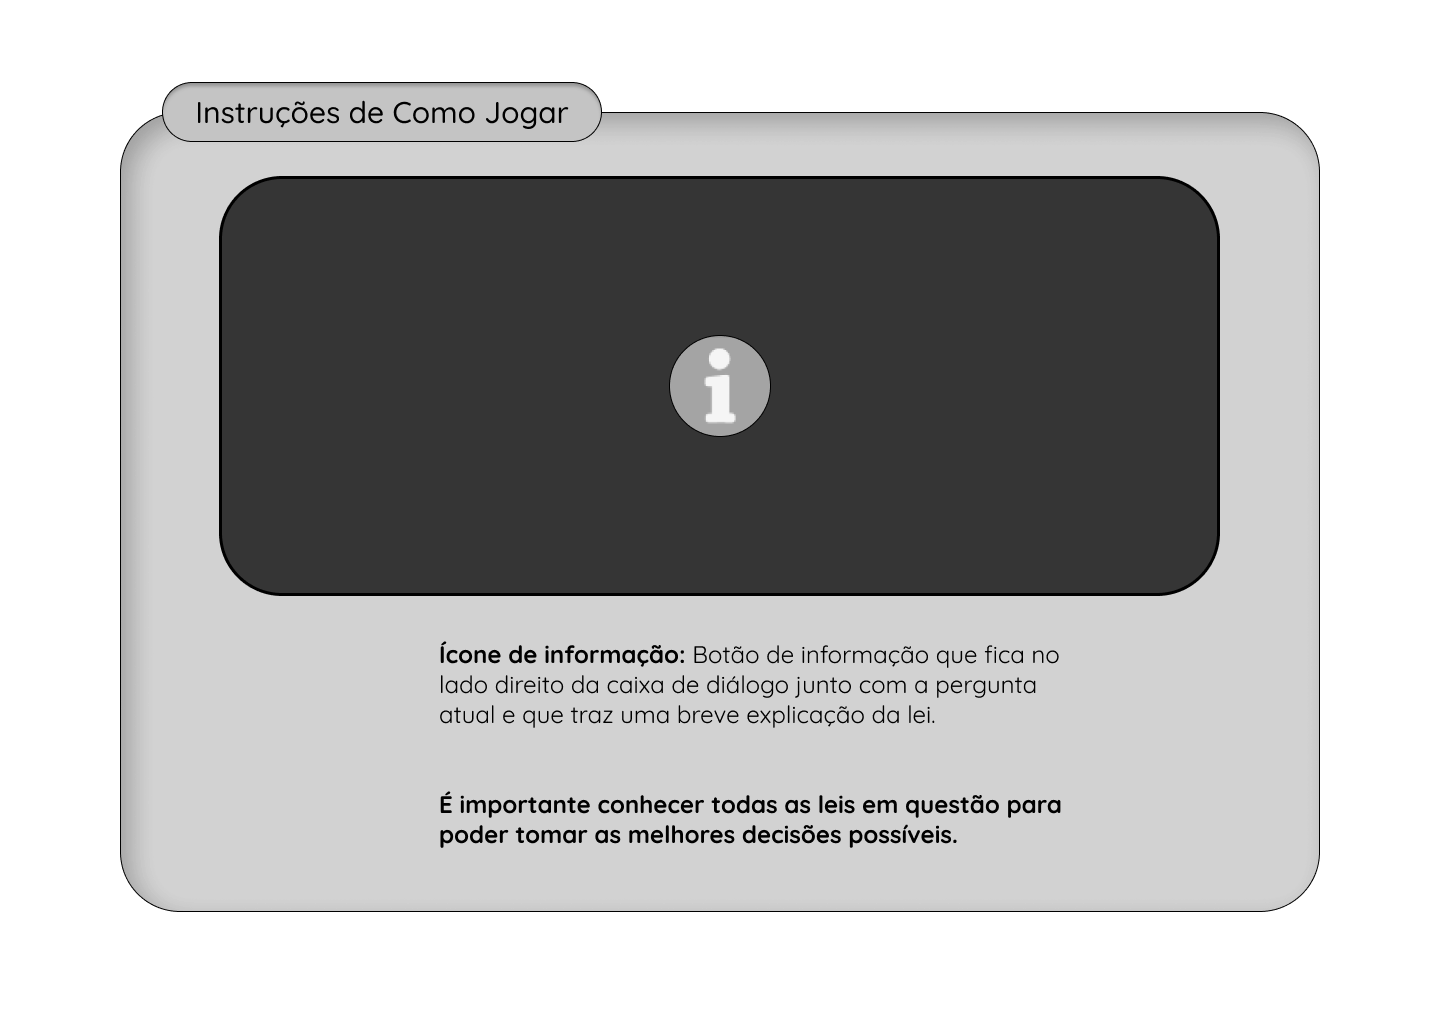 Instruções de Como Jogar
i
Ícone de informação: Botão de informação que fica no
lado direito da caixa de diálogo junto com a pergunta
atual e que traz uma breve explicação da lei.
É importante conhecer todas as leis em questão para
poder tomar as melhores decisões possíveis.